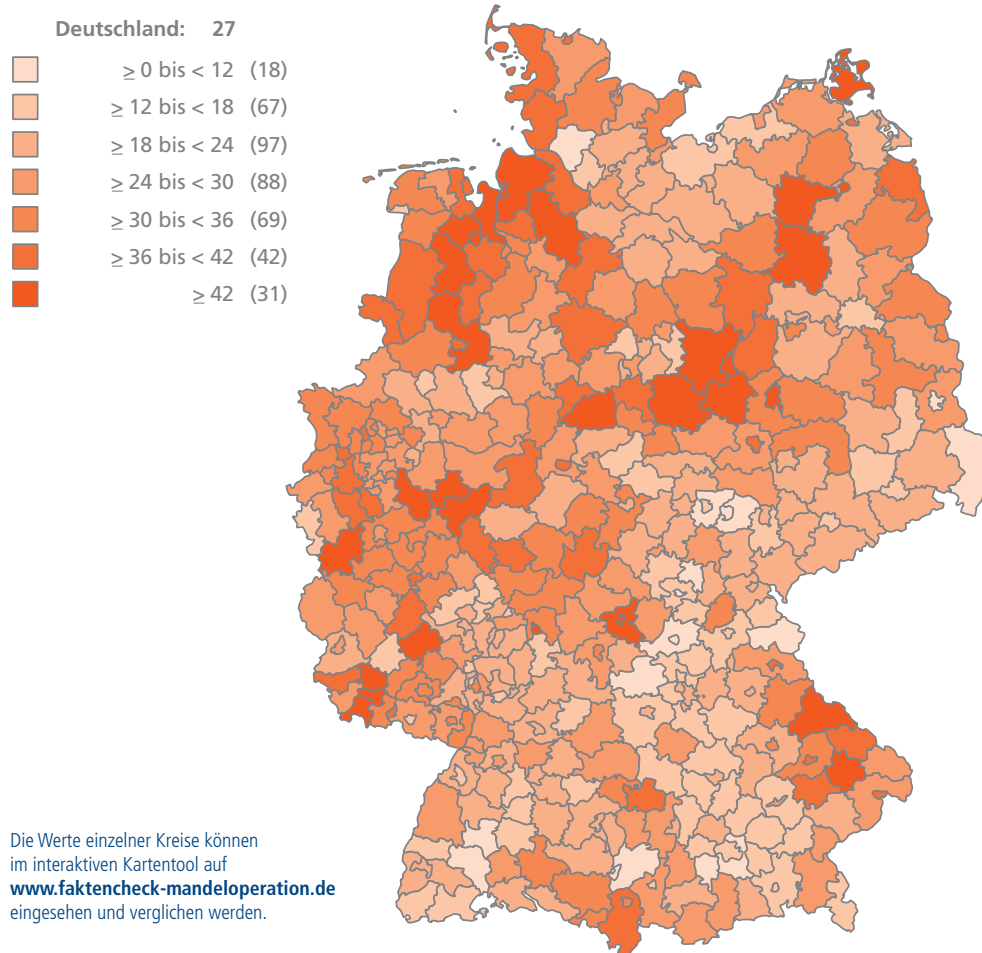 Deutschland: 27
≥ 0 bis < 12 (18)
≥ 12 bis < 18 (67)
≥ 18 bis < 24 (97)
≥ 24 bis < 30 (88)
≥ 30 bis < 36 (69)
≥ 36 bis < 42 (42)
≥ 42 (31)
Die Werte einzelner Kreise können
im interaktiven Kartentool auf
www.faktencheck-mandeloperation.de
eingesehen und verglichen werden.